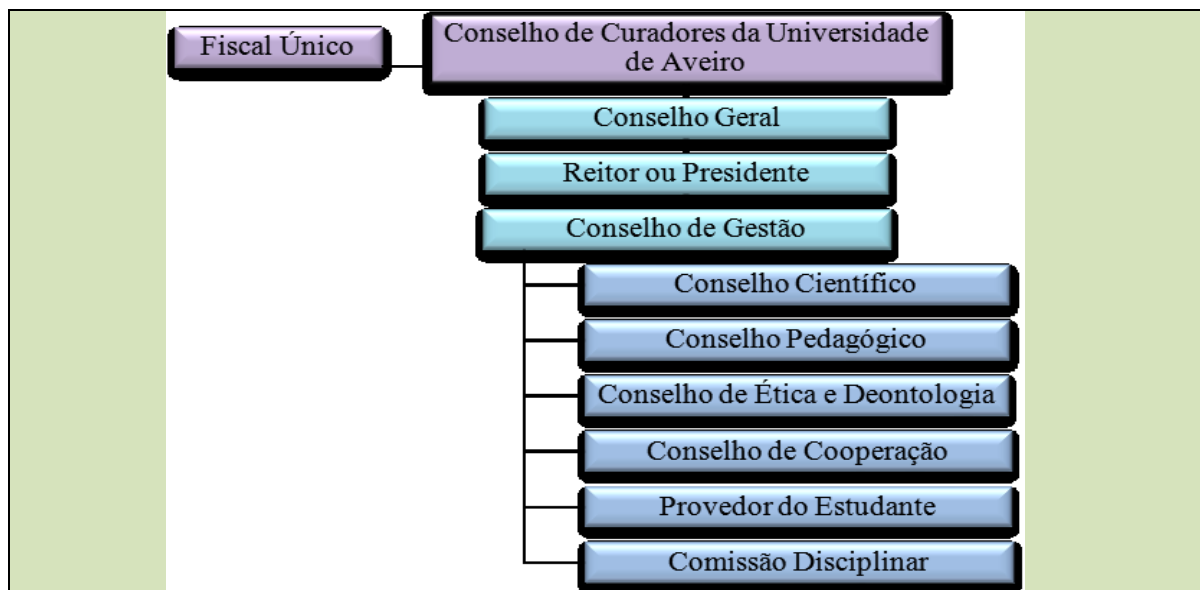 Fiscal Único
Conselho de Curadores da Universidade
de Aveiro
Conselho Geral
Reitor ou Presidente
Conselho de Gestão
Conselho Científico
Conselho Pedagógico
Conselho de Ética e Deontologia
Conselho de Cooperação
Provedor do Estudante
Comissão Disciplinar